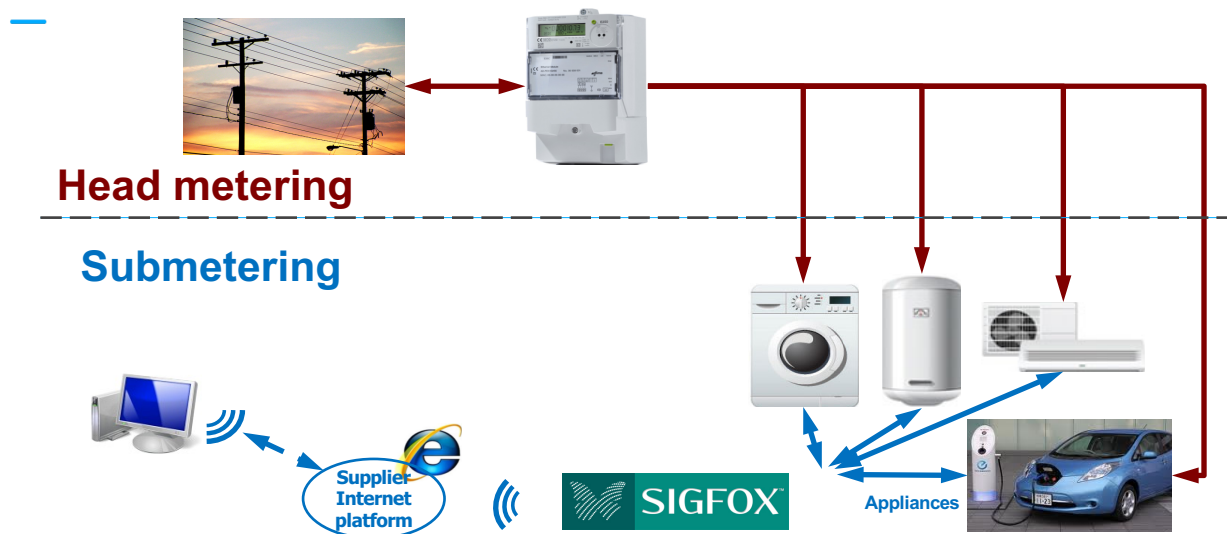 Head metering
Submetering
Supplier
Internet
platform
SIGFOX
Appliances